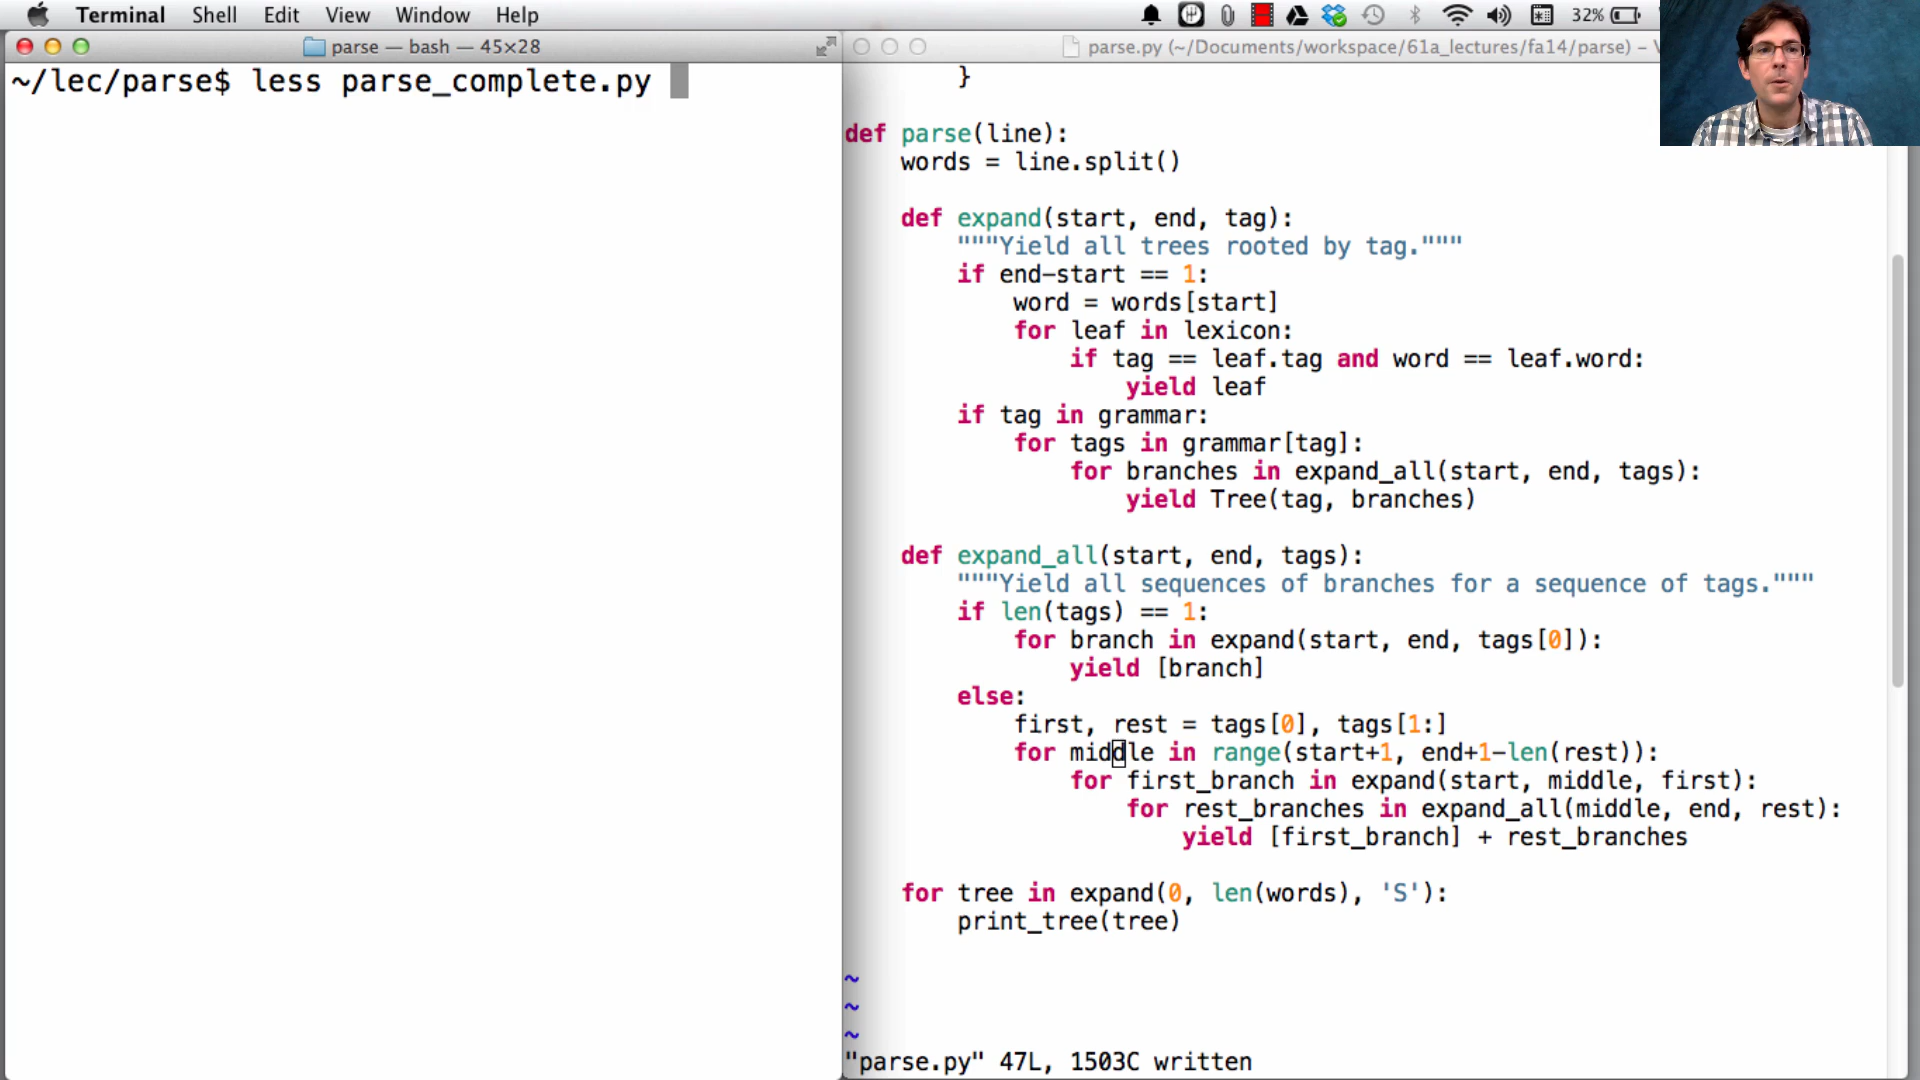 Terminal Shell Edit View Window Help 32%
parse — bash — 45×28
~/lec/parse$ less parse_complete.py
parse.py (~/Documents/workspace/61a_lectures/fa14/parse) –
}
def parse(line):
words = line.split()
def expand(start, end, tag):
"""Yield all trees rooted by tag."""
if end-start == 1:
word = words[start]
for leaf in lexicon:
if tag == leaf.tag and word == leaf.word:
yield leaf
if tag in grammar:
for tags in grammar[tag]:
for branches in expand_all(start, end, tags):
yield Tree(tag, branches)
def expand_all(start, end, tags):
"""Yield all sequences of branches for a sequence of tags."""
if len(tags) == 1:
for branch in expand(start, end, tags[0]):
yield [branch]
else:
first, rest = tags[0], tags[1:]
for middle in range(start+1, end+1-len(rest)):
for first_branch in expand(start, middle, first):
for rest_branches in expand_all(middle, end, rest):
yield [first_branch] + rest_branches
for tree in expand(0, len(words), 'S'):
print_tree(tree)
~
~
~
"parse.py" 47L, 1503C written